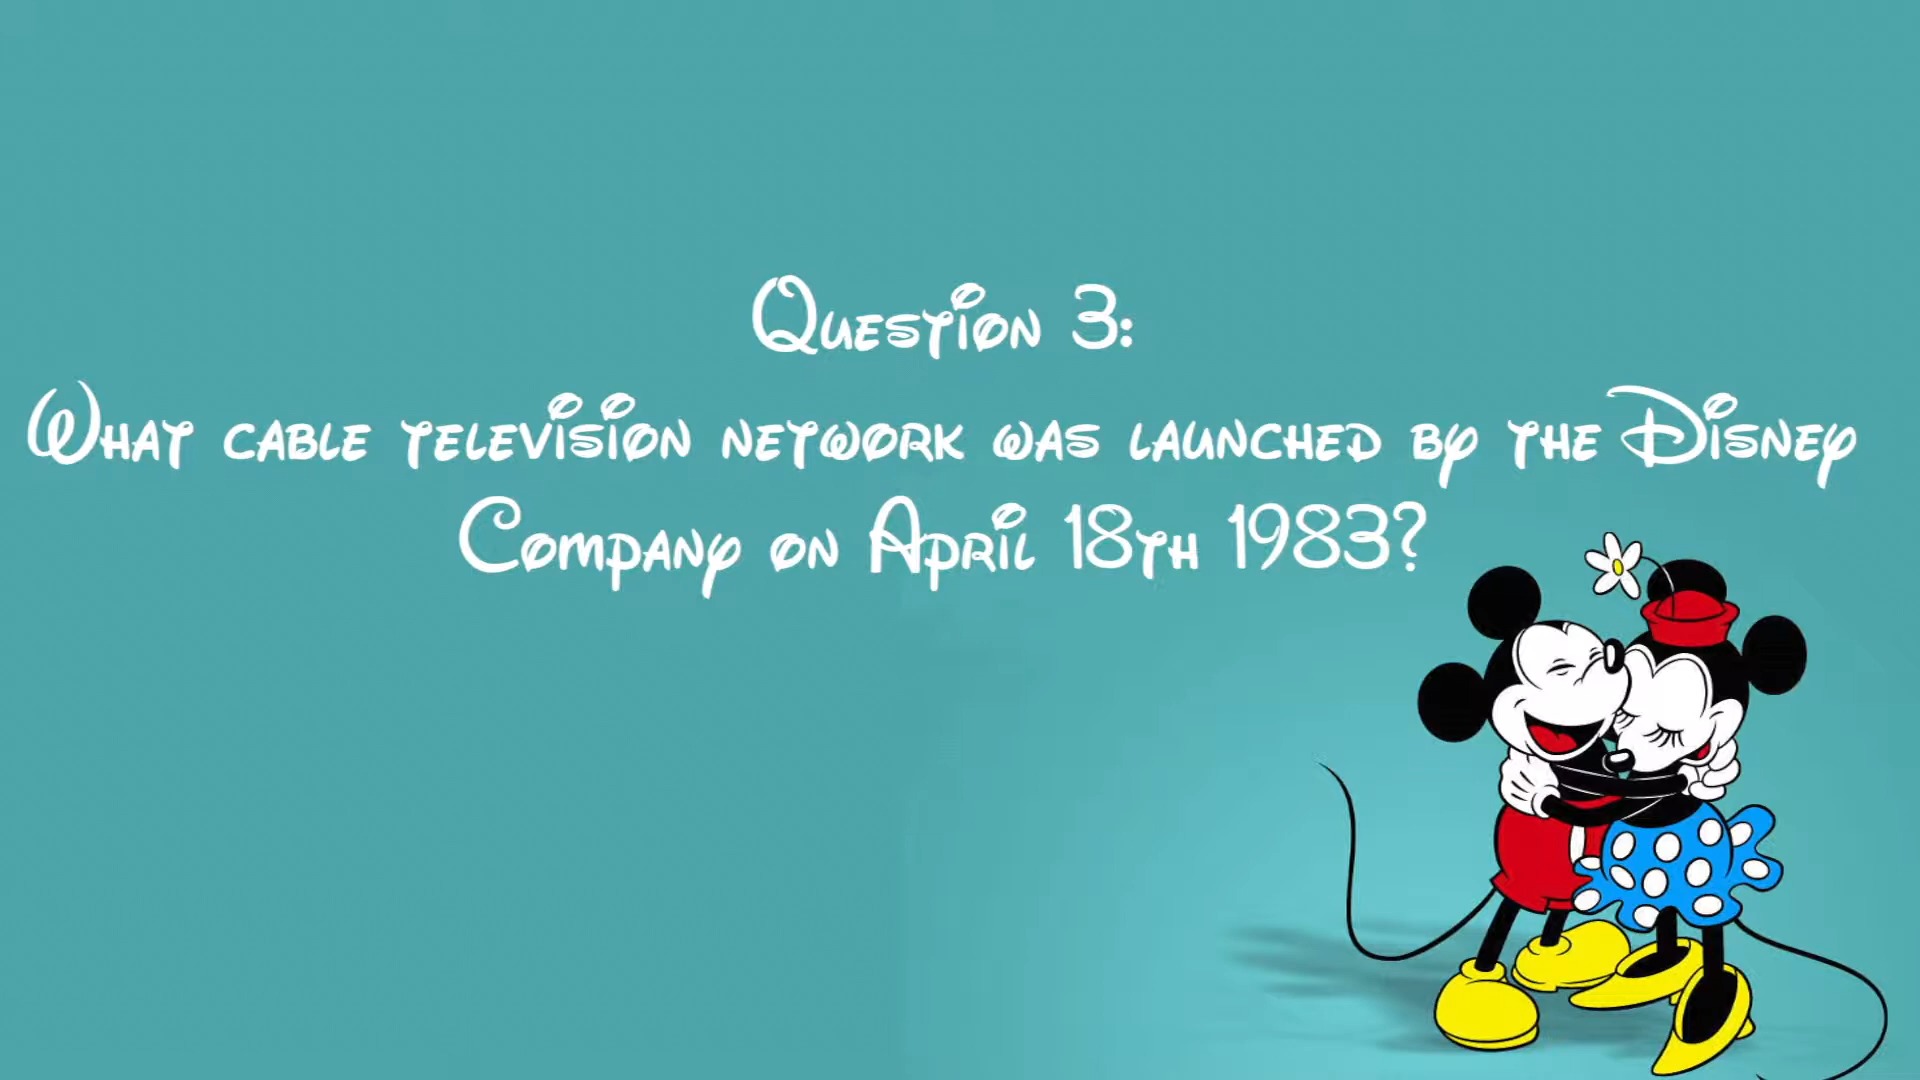 Question 3:
What cable television network was launched by the Disney
Company on April 18th 1983?